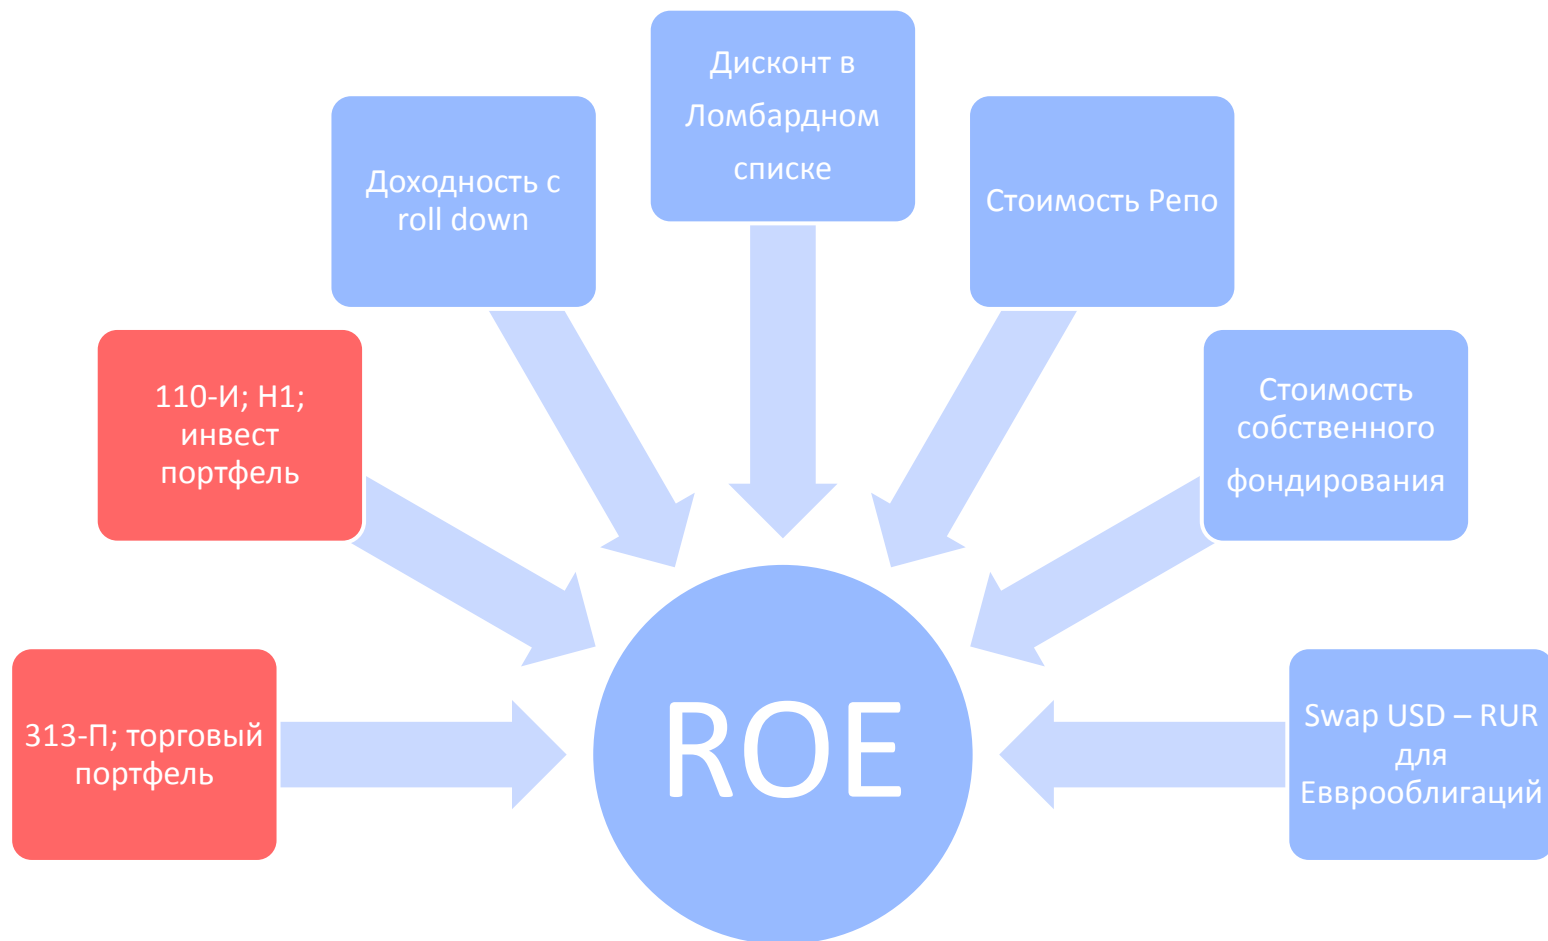 313-П; торговый
портфель
110-И; Н1;
инвест
портфель
Доходность с
roll down
Дисконт в
Ломбардном
списке
Стоимость Репо
Стоимость
собственного
фондирования
Swap USD – RUR
для
Евврооблигаций
ROE